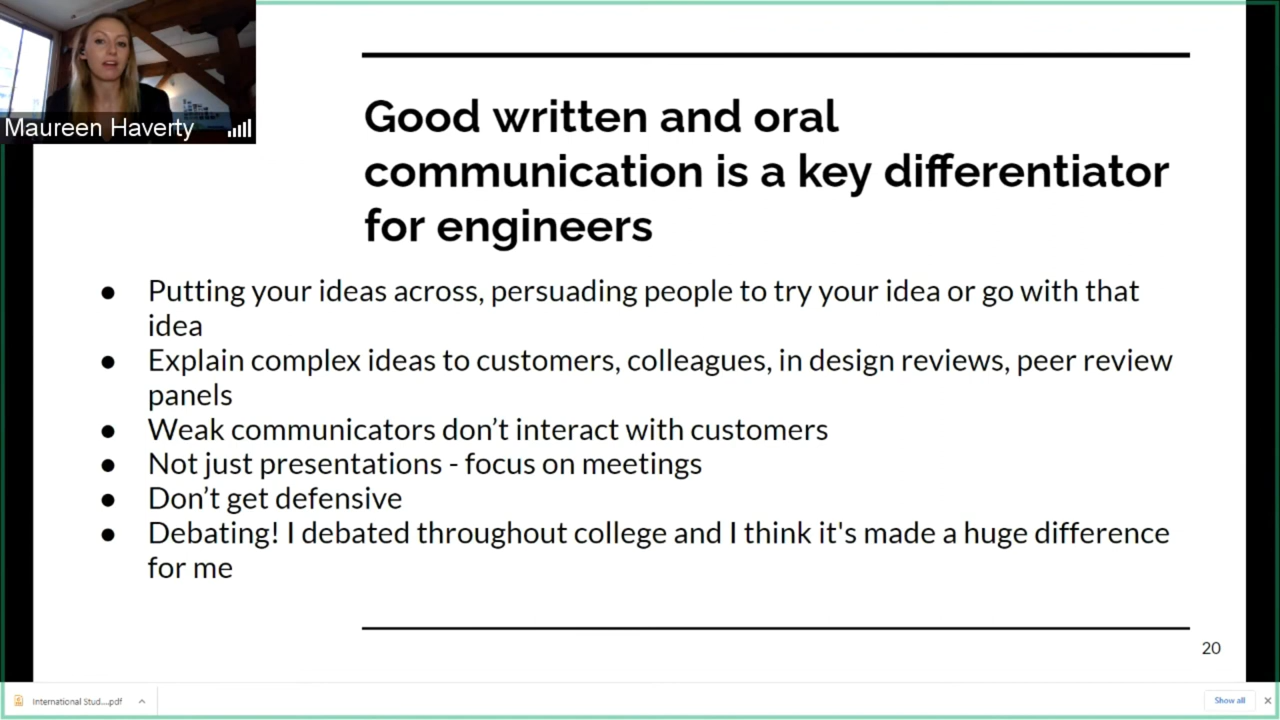 Maureen Haverty
Good written and oral
communication is a key differentiator
for engineers
● Putting your ideas across, persuading people to try your idea or go with that
idea
● Explain complex ideas to customers, colleagues, in design reviews, peer review
panels
● Weak communicators don’t interact with customers
● Not just presentations - focus on meetings
● Don’t get defensive
● Debating! I debated throughout college and I think it's made a huge difference
for me
20
International Stud....pdf
Show all